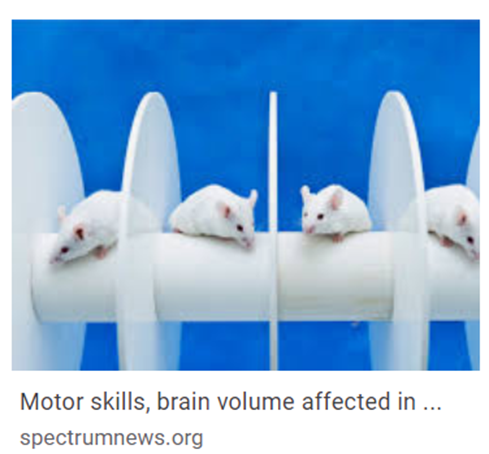 Motor skills, brain volume affected in ...
spectrumnews.org